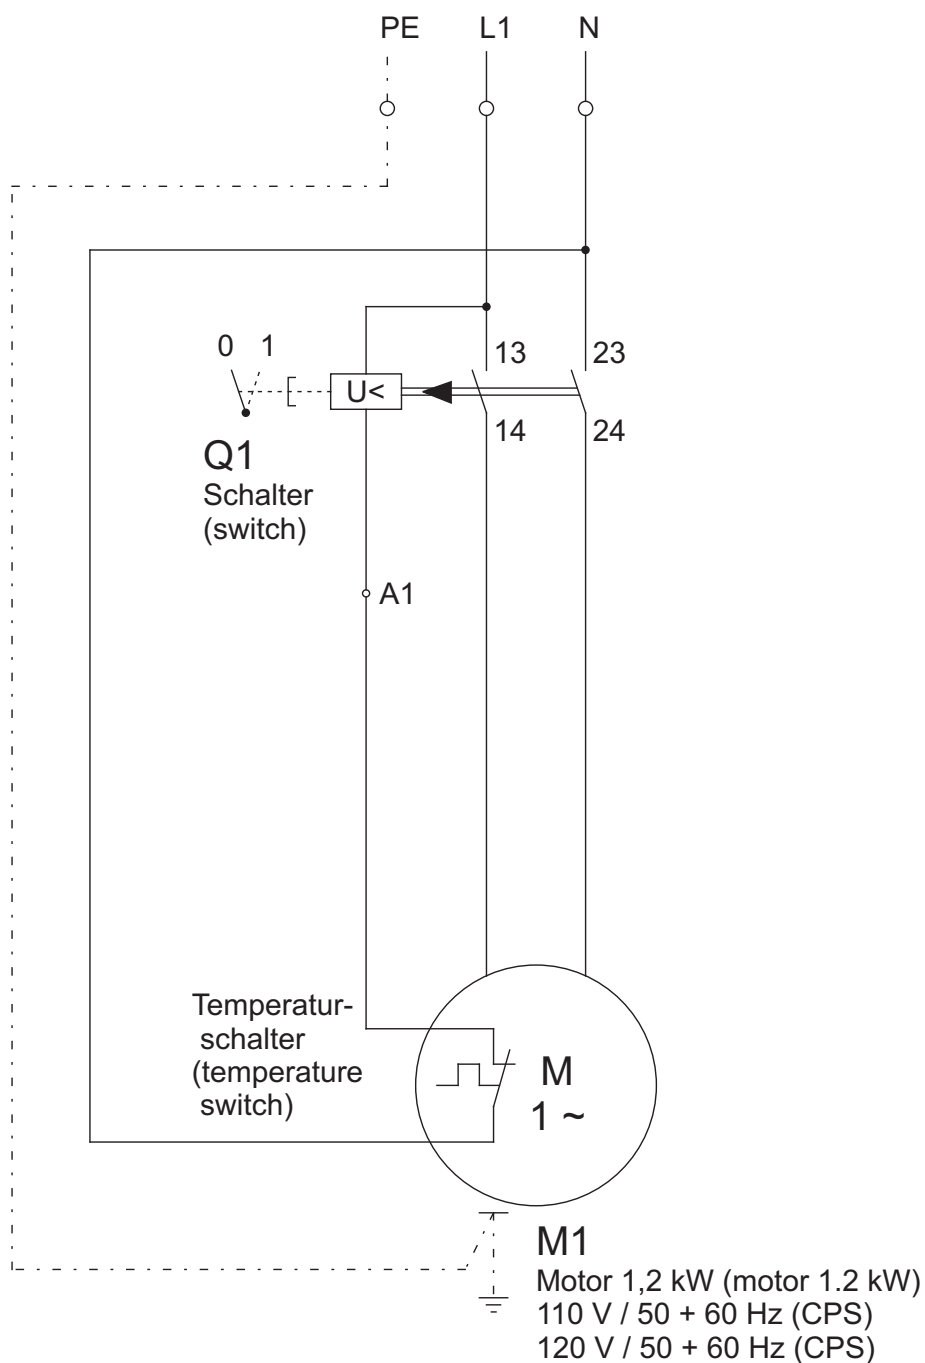 PE L1 N
0 1
13 23
U<
14 24
Q1
Schalter
(switch)
A1
Temperatur-
schalter
(temperature
switch)
M
1 ~
M1
Motor 1,2 kW (motor 1.2 kW)
110 V / 50 + 60 Hz (CPS)
120 V / 50 + 60 Hz (CPS)